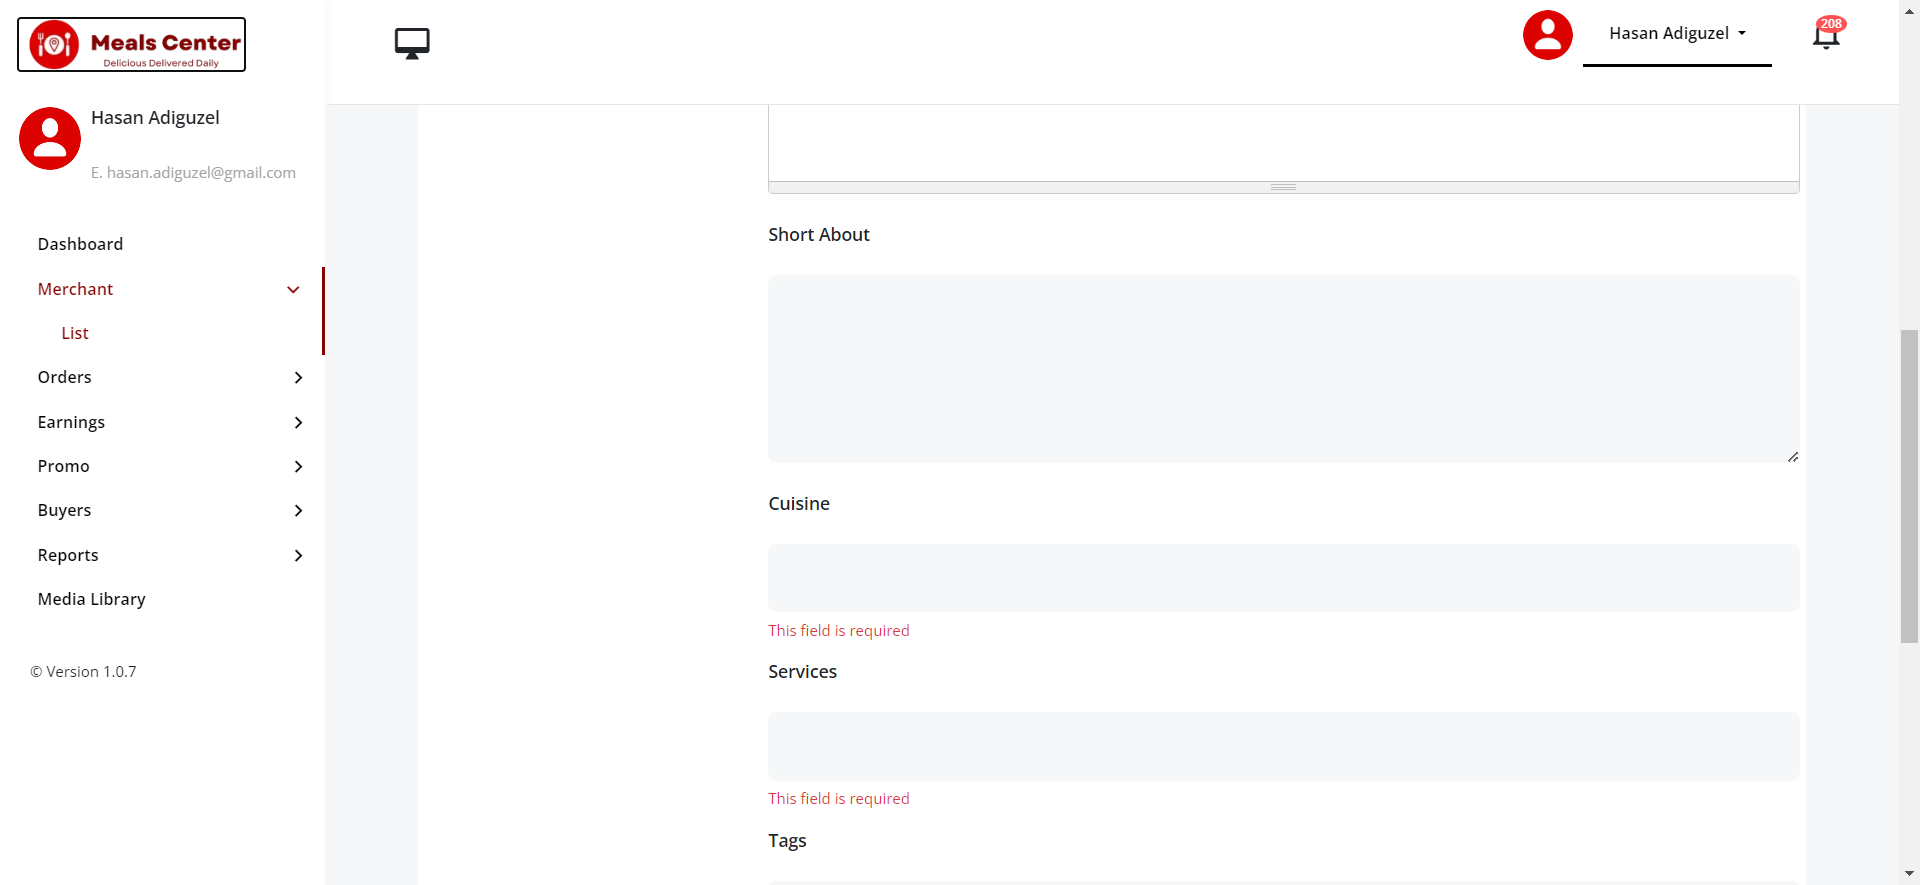 Meals Center
Delicious Delivered Daily
Hasan Adiguzel
208
Hasan Adiguzel
E. hasan.adiguzel@gmail.com
Dashboard
Merchant
List
Orders
Earnings
Promo
Buyers
Reports
Media Library
© Version 1.0.7
Short About
Cuisine
This field is required
Services
This field is required
Tags